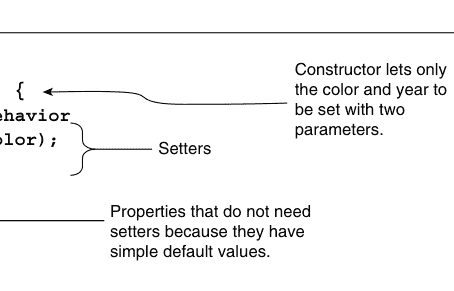 Constructor lets only
the color and year to
be set with two
parameters.
{
ehavior
olor);
Setters
Properties that do not need
setters because they have
simple default values.